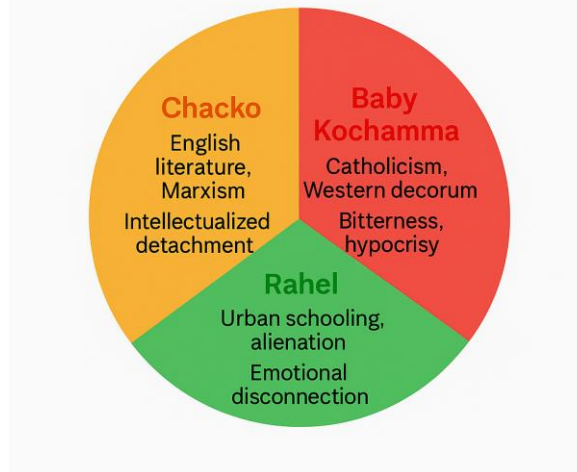 Chacko
English
literature,
Marxism
Intellectualized
detachment
Baby
Kochamma
Catholicism,
Western decorum
Bitterness,
hypocrisy
Rahel
Urban schooling,
alienation
Emotional
disconnection